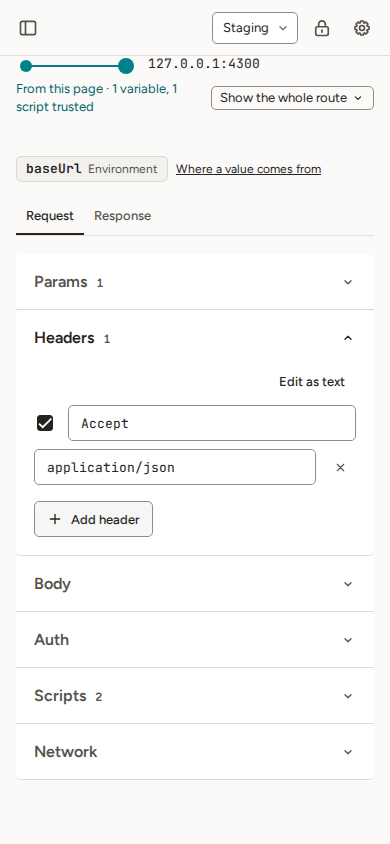 Staging
127.0.0.1:4300
From this page · 1 variable, 1
script trusted
Show the whole route
baseUrl Environment
Where a value comes from
Request Response
Params 1
Headers 1
Edit as text
Accept
application/json
Add header
Body
Auth
Scripts 2
Network